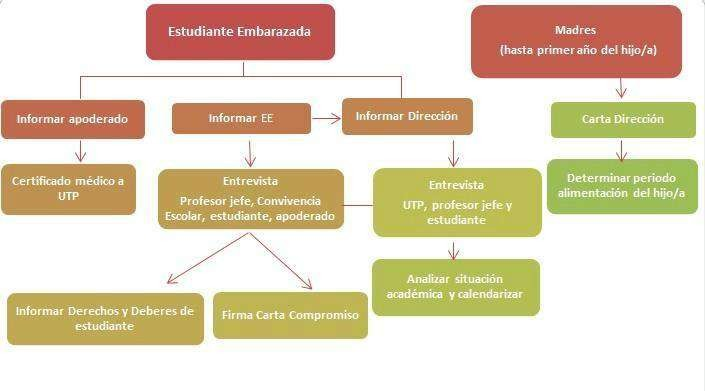 Estudiante Embarazada
Madres
(hasta primer año del hijo/a)
Informar apoderado
Informar EE
Informar Dirección
Carta Dirección
Certificado médico a
UTP
Entrevista
Profesor jefe, Convivencia
Escolar, estudiante, apoderado
Entrevista
UTP, profesor jefe y
estudiante
Determinar periodo
alimentación del hijo/a
Informar Derechos y Deberes de
estudiante
Firma Carta Compromiso
Analizar situación
académica y calendarizar